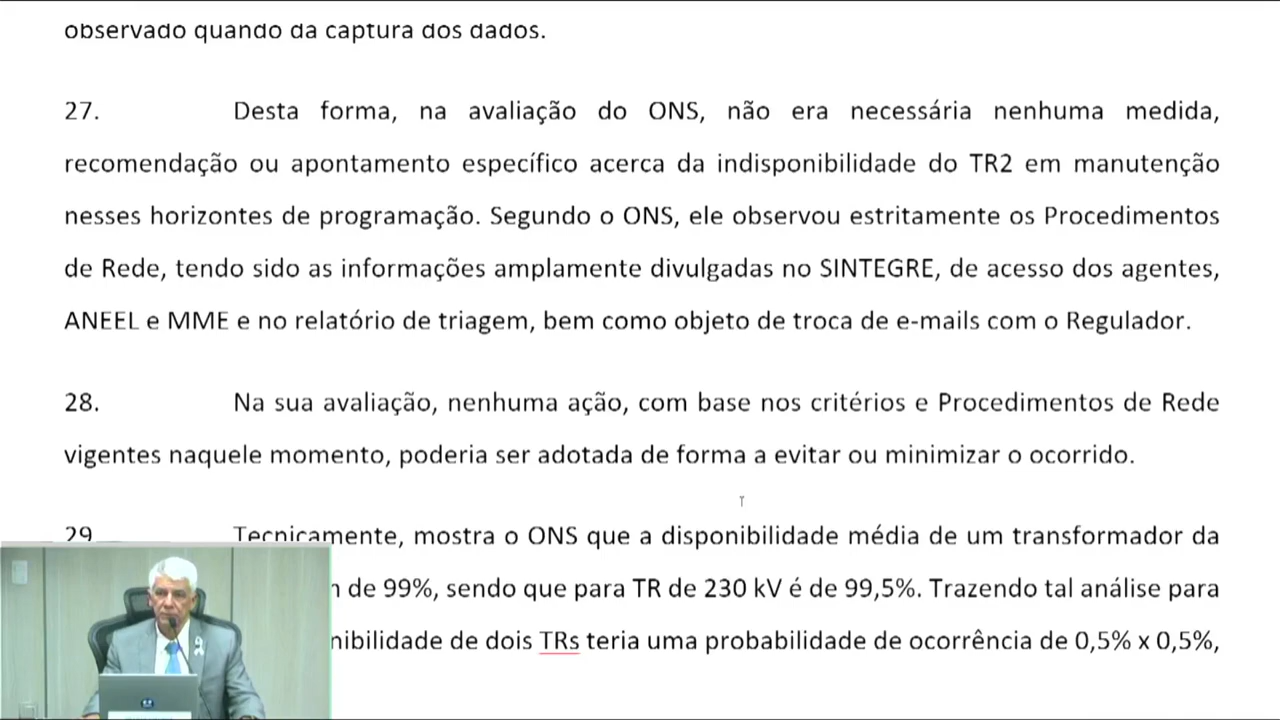 observado quando da captura dos dados.
27. Desta forma, na avaliação do ONS, não era necessária nenhuma medida,
recomendação ou apontamento específico acerca da indisponibilidade do TR2 em manutenção
nesses horizontes de programação. Segundo o ONS, ele observou estritamente os Procedimentos
de Rede, tendo sido as informações amplamente divulgadas no SINTEGRE, de acesso dos agentes,
ANEEL e MME e no relatório de triagem, bem como objeto de troca de e-mails com o Regulador.
28. Na sua avaliação, nenhuma ação, com base nos critérios e Procedimentos de Rede
vigentes naquele momento, poderia ser adotada de forma a evitar ou minimizar o ocorrido.
29 Tecnicamente, mostra o ONS que a disponibilidade média de um transformador da
de 99%, sendo que para TR de 230 kV é de 99,5%. Trazendo tal análise para
nibilidade de dois TRs teria uma probabilidade de ocorrência de 0,5% x 0,5%,